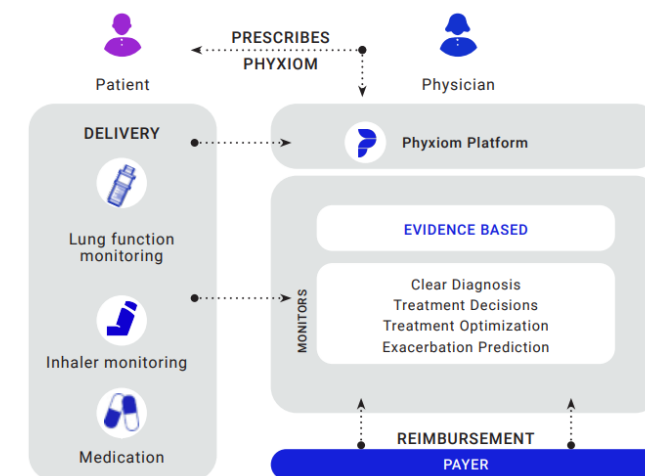 PRESCRIBES
PHYXIOM
Patient
Physician
DELIVERY
Phyxiom Platform
Lung function
monitoring
Inhaler monitoring
Medication
EVIDENCE BASED
MONITORS
Clear Diagnosis
Treatment Decisions
Treatment Optimization
Exacerbation Prediction
REIMBURSEMENT
PAYER